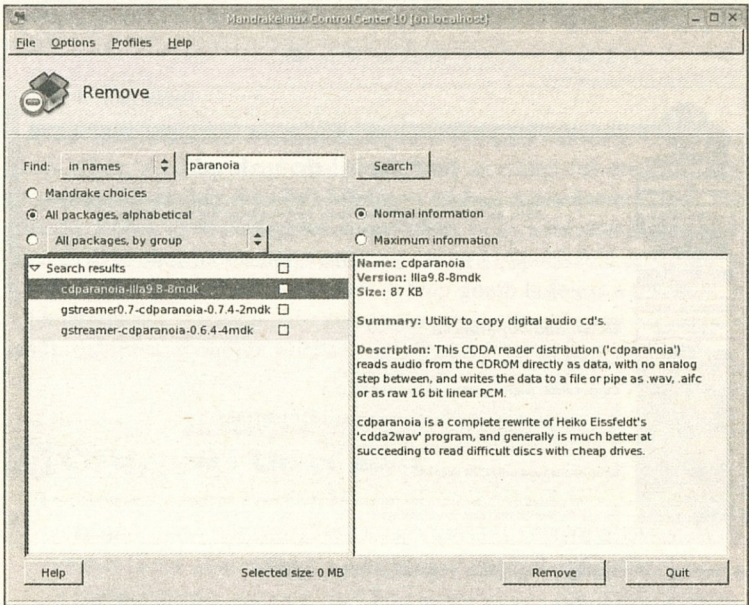 Mandrakelinux Control Center 10 [on localhost]
File Options Profiles Help
Remove
Find: in names paranoia Search
Mandrake choices
All packages, alphabetical
Normal information
All packages, by group
Maximum information
Search results
cdparanoia-IIIa9.8-8mdk
gstreamer0.7-cdparanoia-0.7.4-2mdk
gstreamer-cdparanoia-0.6.4-4mdk
Name: cdparanoia
Version: IIIa9.8-8mdk
Size: 87 KB
Summary: Utility to copy digital audio cd's.
Description: This CDDA reader distribution ('cdparanoia')
reads audio from the CDROM directly as data, with no analog
step between, and writes the data to a file or pipe as .wav, .aifc
or as raw 16 bit linear PCM.
cdparanoia is a complete rewrite of Heiko Eissfeldt's
'cdda2wav' program, and generally is much better at
succeeding to read difficult discs with cheap drives.
Help Selected size: 0 MB Remove Quit